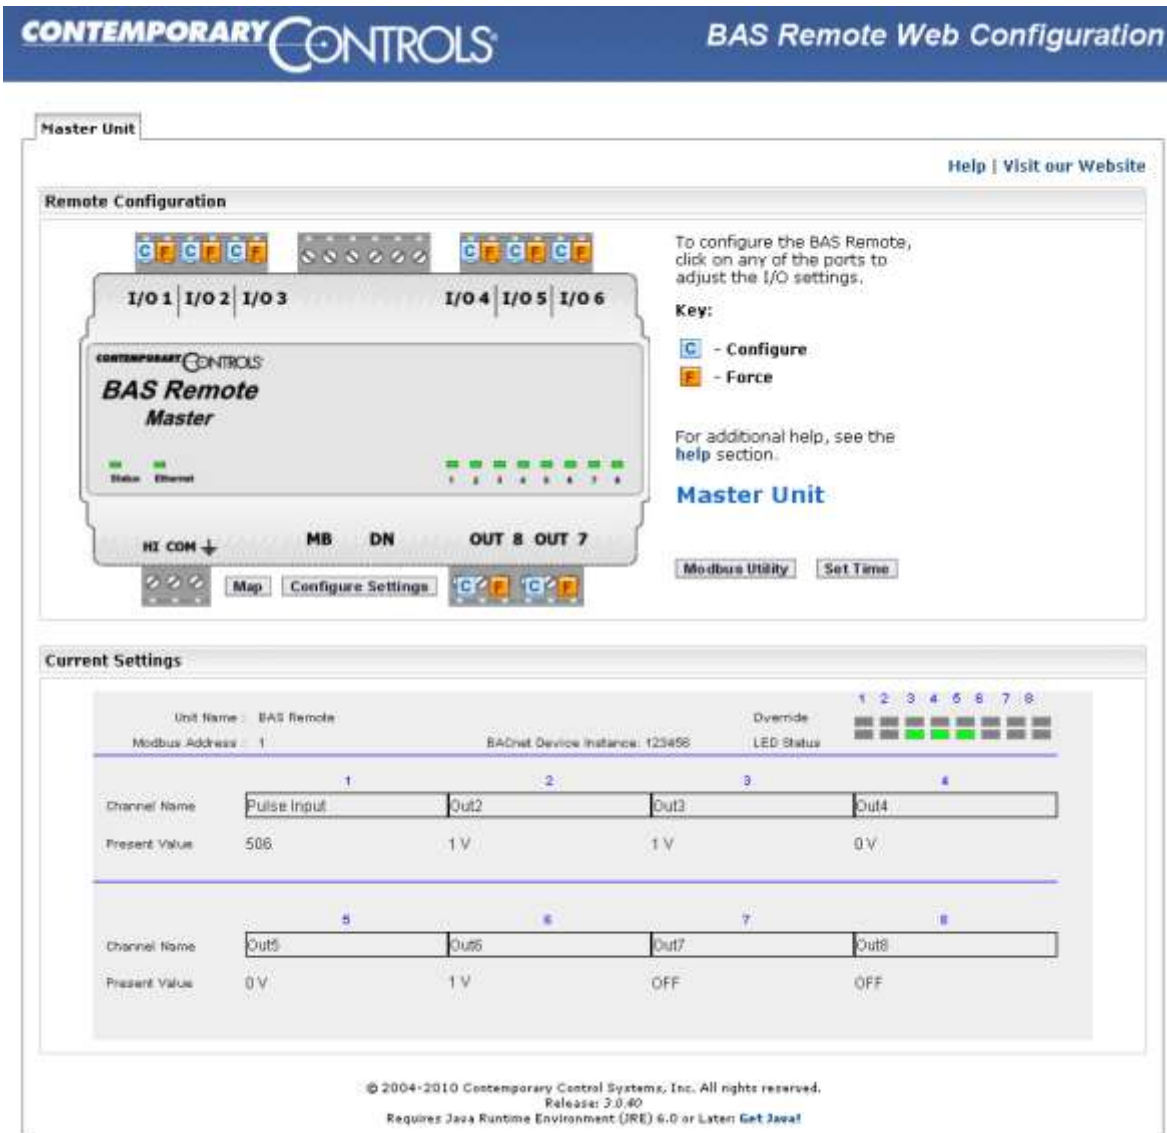 CONTEMPORARY CONTROLS®
BAS Remote Web Configuration
Master Unit
Help | Visit our Website
Remote Configuration
C F C F C F
C F C F C F
I/O 1 I/O 2 I/O 3
I/O 4 I/O 5 I/O 6
CONTEMPORARY CONTROLS
BAS Remote
Master
Status Ethernet
1 2 3 4 5 6 7 8
HI COM
MB DN
OUT 8 OUT 7
Map
Configure Settings
C F C F
To configure the BAS Remote,
click on any of the ports to
adjust the I/O settings.
Key:
C - Configure
F - Force
For additional help, see the
help section.
Master Unit
Modbus Utility
Set Time
Current Settings
1 2 3 4 5 6 7 8
Unit Name : BAS Remote
Override
Modbus Address : 1
BACnet Device Instance: 123456
LED Status
1 2 3 4
Channel Name Pulse Input Out2 Out3 Out4
Present Value 506 1 V 1 V 0 V
5 6 7 8
Channel Name Out5 Out6 Out7 Out8
Present Value 0 V 1 V OFF OFF
© 2004-2010 Contemporary Control Systems, Inc. All rights reserved.
Release: 3.0.40
Requires Java Runtime Environment (JRE) 6.0 or Later: Get Java!